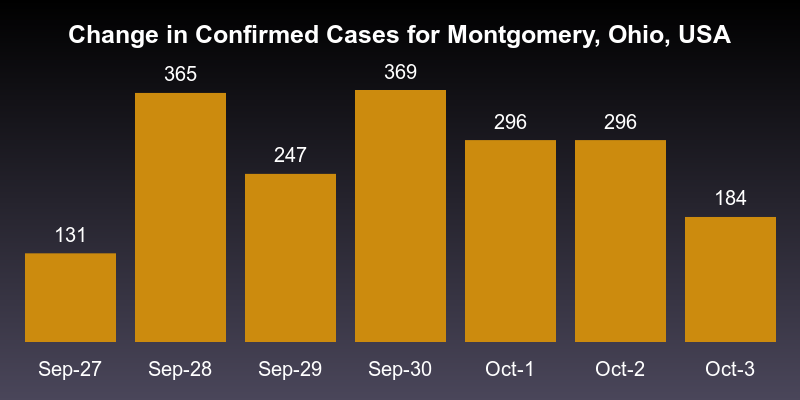 Change in Confirmed Cases for Montgomery, Ohio, USA
131
365
247
369
296
296
184
Sep-27
Sep-28
Sep-29
Sep-30
Oct-1
Oct-2
Oct-3